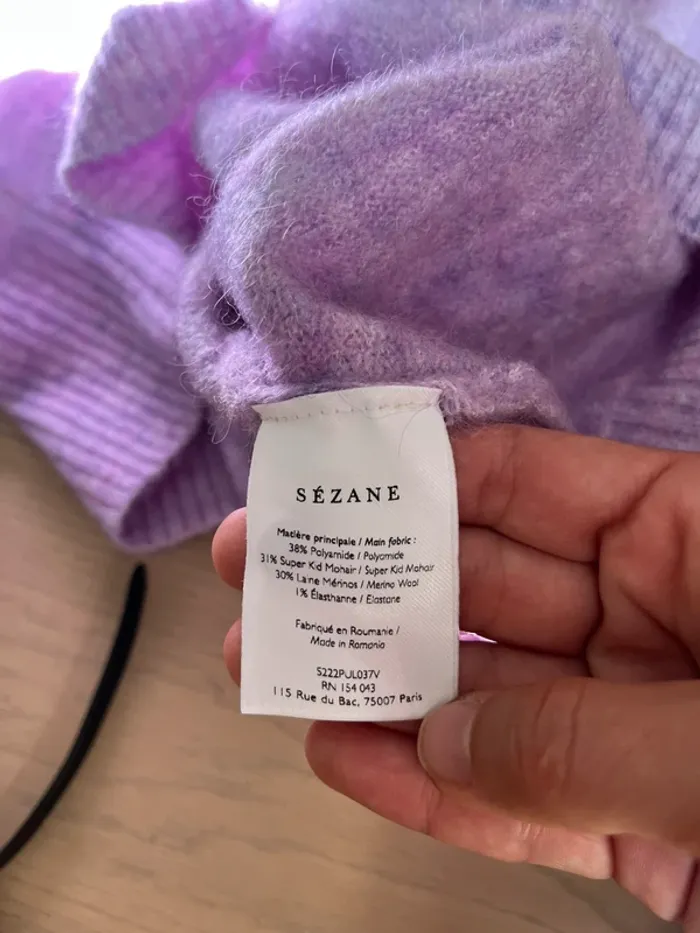 SÉZANE
Matière principale / Main fabric :
38% Polyamide / Polyamide
31% Super Kid Mohair / Super Kid Mohair
30% Laine Mérinos / Merino Wool
1% Élasthanne / Elastane
Fabriqué en Roumanie /
Made in Romania
S222PUL037V
RN 154 043
115 Rue du Bac, 75007 Paris